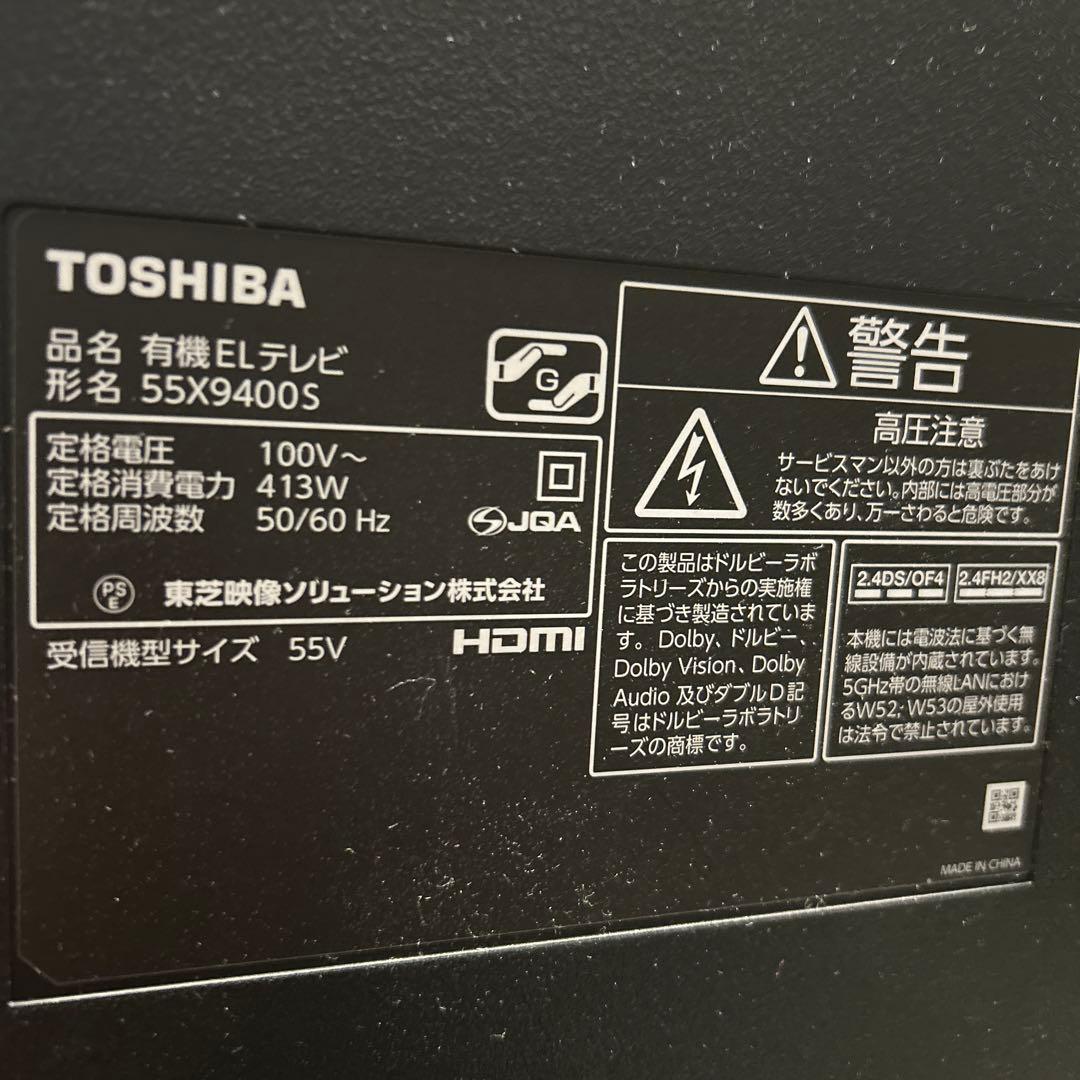 TOSHIBA
品名 有機ELテレビ
形名 55X9400S
G
定格電圧 100V～
定格消費電力 413W
定格周波数 50/60 Hz
JQA
PS
E
東芝映像ソリューション株式会社
受信機型サイズ 55V
HDMI
警告
高圧注意
サービスマン以外の方は裏ぶたをあけ
ないでください。内部には高電圧部分が
数多くあり、万一さわると危険です。
この製品はドルビーラボ
ラトリーズからの実施権
に基づき製造されていま
す。Dolby、ドルビー、
Dolby Vision、Dolby
Audio 及びダブルD記
号はドルビーラボラトリ
ーズの商標です。
2.4DS/OF4
2.4FH2/XX8
本機には電波法に基づく無
線設備が内蔵されています。
5GHz帯の無線LANにおけ
るW52；W53の屋外使用
は法令で禁止されています。
MADE IN CHINA